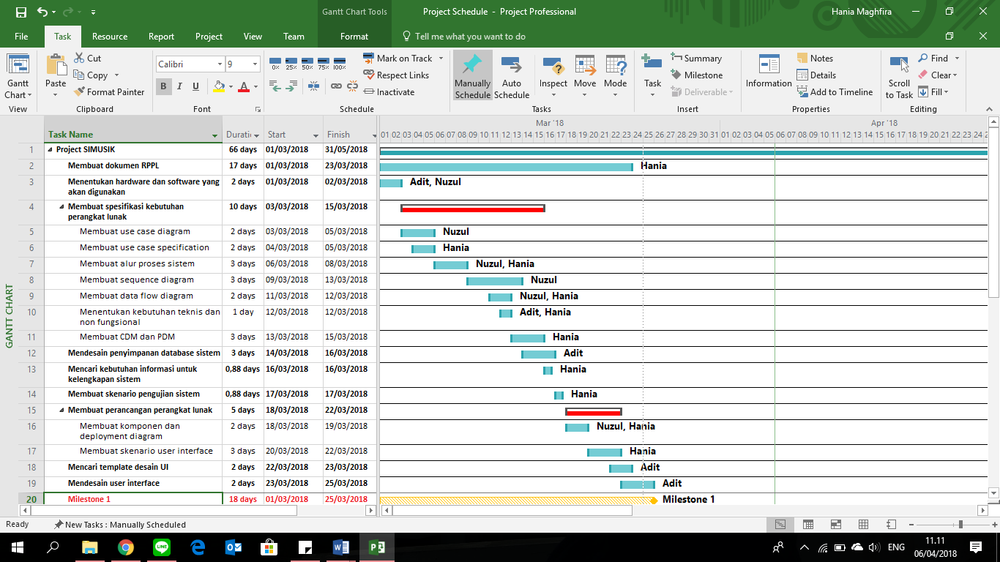 Gantt Chart Tools
Project Schedule - Project Professional
Hania Maghfira
File Task Resource Report Project View Team Format Tell me what you want to do
Gantt Chart
View
Paste
Cut
Copy
Format Painter
Clipboard
Calibri 9
B I U A
Font
0% 25% 50% 75% 100%
Mark on Track
Respect Links
Inactivate
Schedule
Manually Schedule
Auto Schedule
Inspect
Move
Mode
Tasks
Task
Summary
Milestone
Deliverable
Insert
Information
Notes
Details
Add to Timeline
Properties
Scroll to Task
Find
Clear
Fill
Editing
GANTT CHART
Task Name Durati Start Finish
Mar '18 Apr '18
01 02 03 04 05 06 07 08 09 10 11 12 13 14 15 16 17 18 19 20 21 22 23 24 25 26 27 28 29 30 31 01 02 03 04 05 06 07 08 09 10 11 12 13 14 15 16 17 18 19 20 21 22 23 24 2
1 Project SIMUSIK 66 days 01/03/2018 31/05/2018
2 Membuat dokumen RPPL 17 days 01/03/2018 23/03/2018 Hania
3 Menentukan hardware dan software yang 2 days 01/03/2018 02/03/2018 Adit, Nuzul
akan digunakan
4 Membuat spesifikasi kebutuhan 10 days 03/03/2018 15/03/2018
perangkat lunak
5 Membuat use case diagram 2 days 03/03/2018 05/03/2018 Nuzul
6 Membuat use case specification 2 days 04/03/2018 05/03/2018 Hania
7 Membuat alur proses sistem 3 days 06/03/2018 08/03/2018 Nuzul, Hania
8 Membuat sequence diagram 3 days 09/03/2018 13/03/2018 Nuzul
9 Membuat data flow diagram 2 days 11/03/2018 12/03/2018 Nuzul, Hania
10 Menentukan kebutuhan teknis dan 1 day 12/03/2018 12/03/2018 Adit, Hania
non fungsional
11 Membuat CDM dan PDM 3 days 13/03/2018 15/03/2018 Hania
12 Mendesain penyimpanan database sistem 3 days 14/03/2018 16/03/2018 Adit
13 Mencari kebutuhan informasi untuk 0,88 days 16/03/2018 16/03/2018 Hania
kelengkapan sistem
14 Membuat skenario pengujian sistem 0,88 days 17/03/2018 17/03/2018 Hania
15 Membuat perancangan perangkat lunak 5 days 18/03/2018 22/03/2018
16 Membuat komponen dan 2 days 18/03/2018 19/03/2018 Nuzul, Hania
deployment diagram
17 Membuat skenario user interface 3 days 20/03/2018 22/03/2018 Hania
18 Mencari template desain UI 2 days 22/03/2018 23/03/2018 Adit
19 Mendesain user interface 2 days 23/03/2018 25/03/2018 Adit
20 Milestone 1 18 days 01/03/2018 25/03/2018 Milestone 1
Ready New Tasks : Manually Scheduled
ENG
11.11
06/04/2018